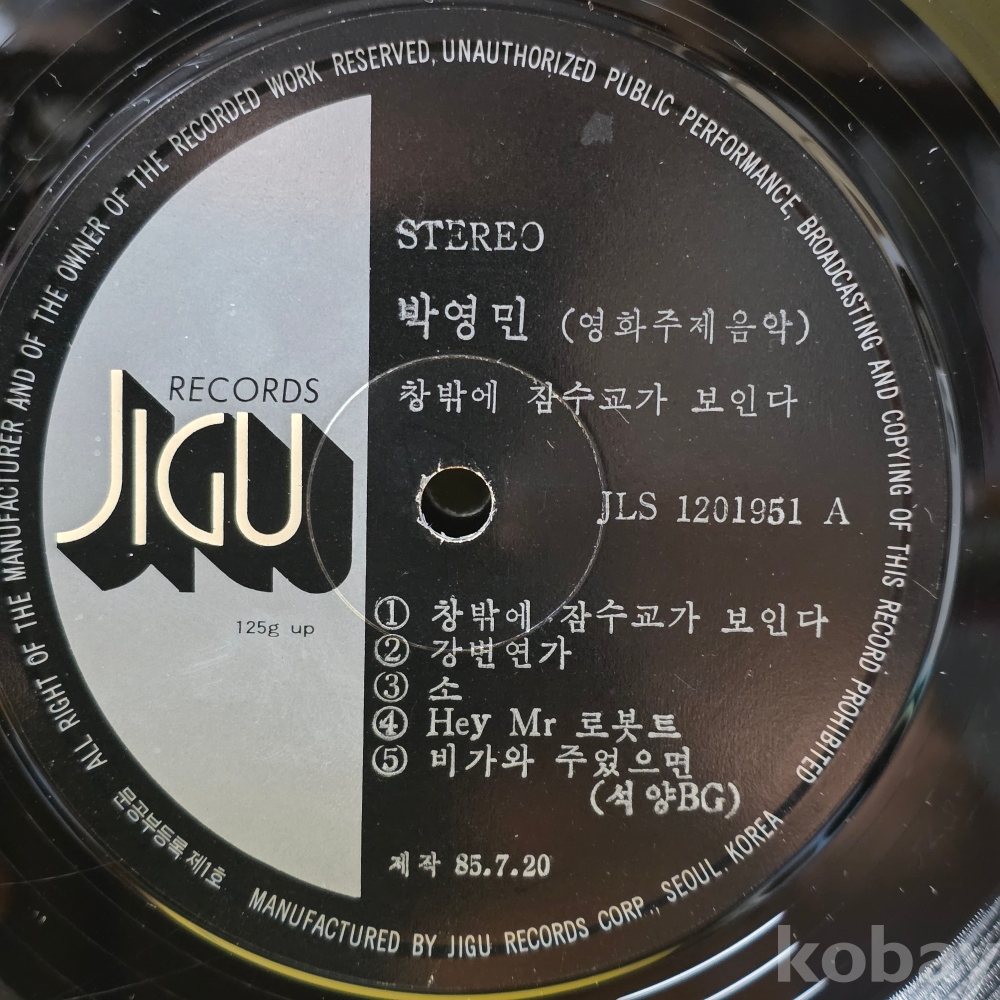 ALL RIGHT OF THE MANUFACTURER AND OF THE OWNER OF THE RECORDED WORK RESERVED, UNAUTHORIZED PUBLIC PERFORMANCE, BROADCASTING AND COPYING OF THIS RECORD PROHIBITED
STEREO
박영민 (영화주제음악)
창밖에 잠수교가 보인다
RECORDS
JIGU
JLS 1201951 A
125g up
① 창밖에 잠수교가 보인다
② 강변연가
③ 소
④ Hey Mr 로봇트
⑤ 비가와 주었으면
(석양BG)
제작 85.7.20
문공부등록 제1호
MANUFACTURED BY JIGU RECORDS CORP., SEOUL, KOREA
kobay